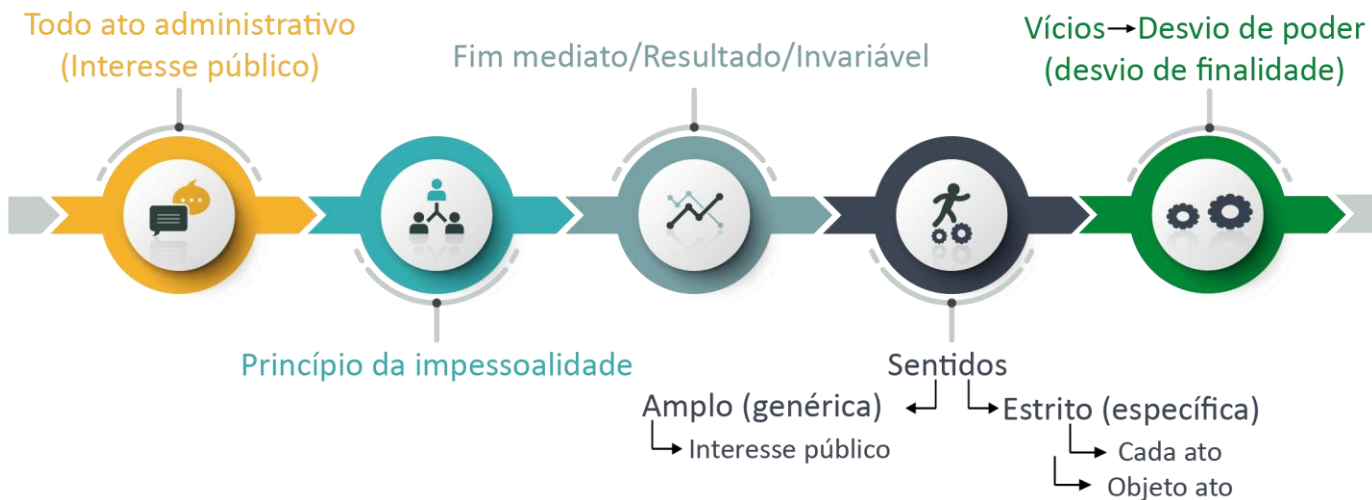 Todo ato administrativo
(Interesse público)
Princípio da impessoalidade
Fim mediato/Resultado/Invariável
Sentidos
Amplo (genérica)
Interesse público
Estrito (específica)
Cada ato
Objeto ato
Vícios→Desvio de poder
(desvio de finalidade)